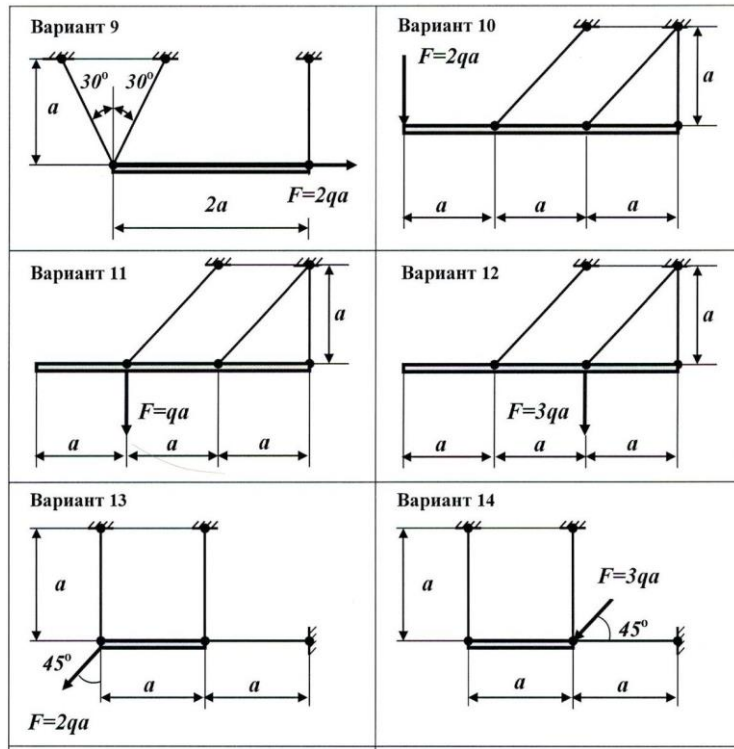 Вариант 9
30° 30°
a
F=2qa
2a
Вариант 10
F=2qa
a
a a a
Вариант 11
a
F=qa
a a a
Вариант 12
a
F=3qa
a a a
Вариант 13
a
45°
a a
F=2qa
Вариант 14
F=3qa
a
45°
a a